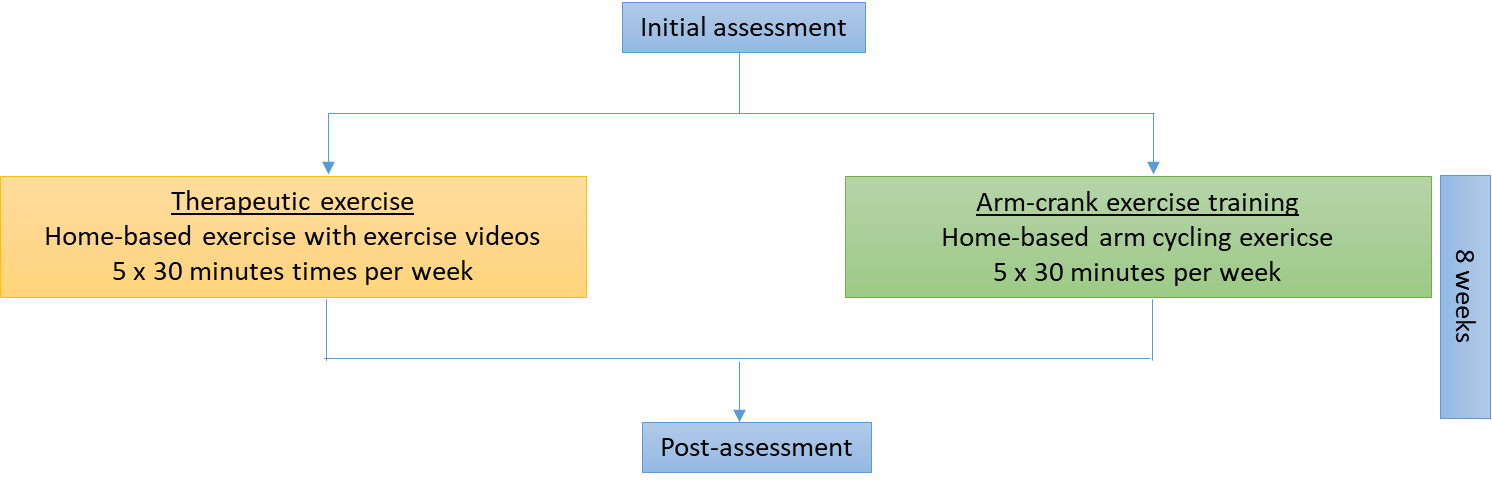 Initial assessment
Therapeutic exercise
Home-based exercise with exercise videos
5 x 30 minutes times per week
Arm-crank exercise training
Home-based arm cycling exericse
5 x 30 minutes per week
8 weeks
Post-assessment